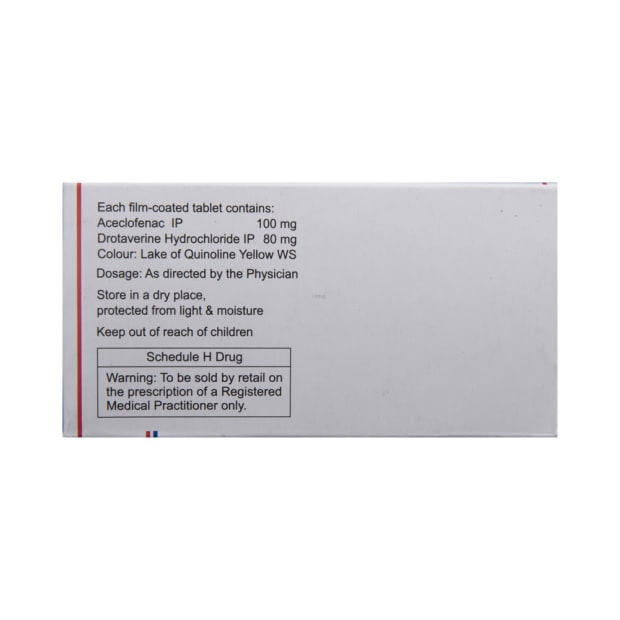 Each film-coated tablet contains:
Aceclofenac IP 100 mg
Drotaverine Hydrochloride IP 80 mg
Colour: Lake of Quinoline Yellow WS
Dosage: As directed by the Physician
Store in a dry place,
protected from light & moisture
Keep out of reach of children
Schedule H Drug
Warning: To be sold by retail on
the prescription of a Registered
Medical Practitioner only.